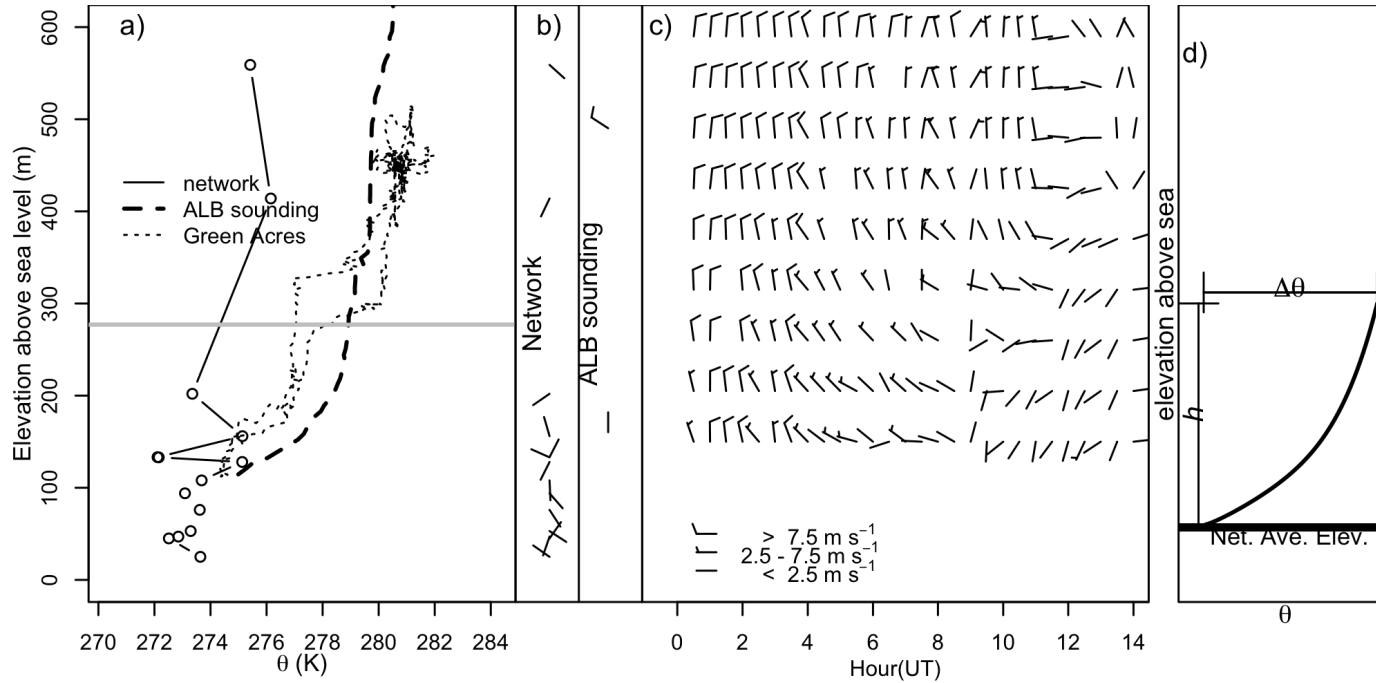 a)
b)
c)
d)
Elevation above sea level (m)
600
500
400
300
200
100
0
network
ALB sounding
Green Acres
270 272 274 276 278 280 282 284
θ (K)
Network
ALB sounding
> 7.5 m s⁻¹
2.5 - 7.5 m s⁻¹
< 2.5 m s⁻¹
0 2 4 6 8 10 12 14
Hour(UT)
elevation above sea
Δθ
h
Net. Ave. Elev.
θ